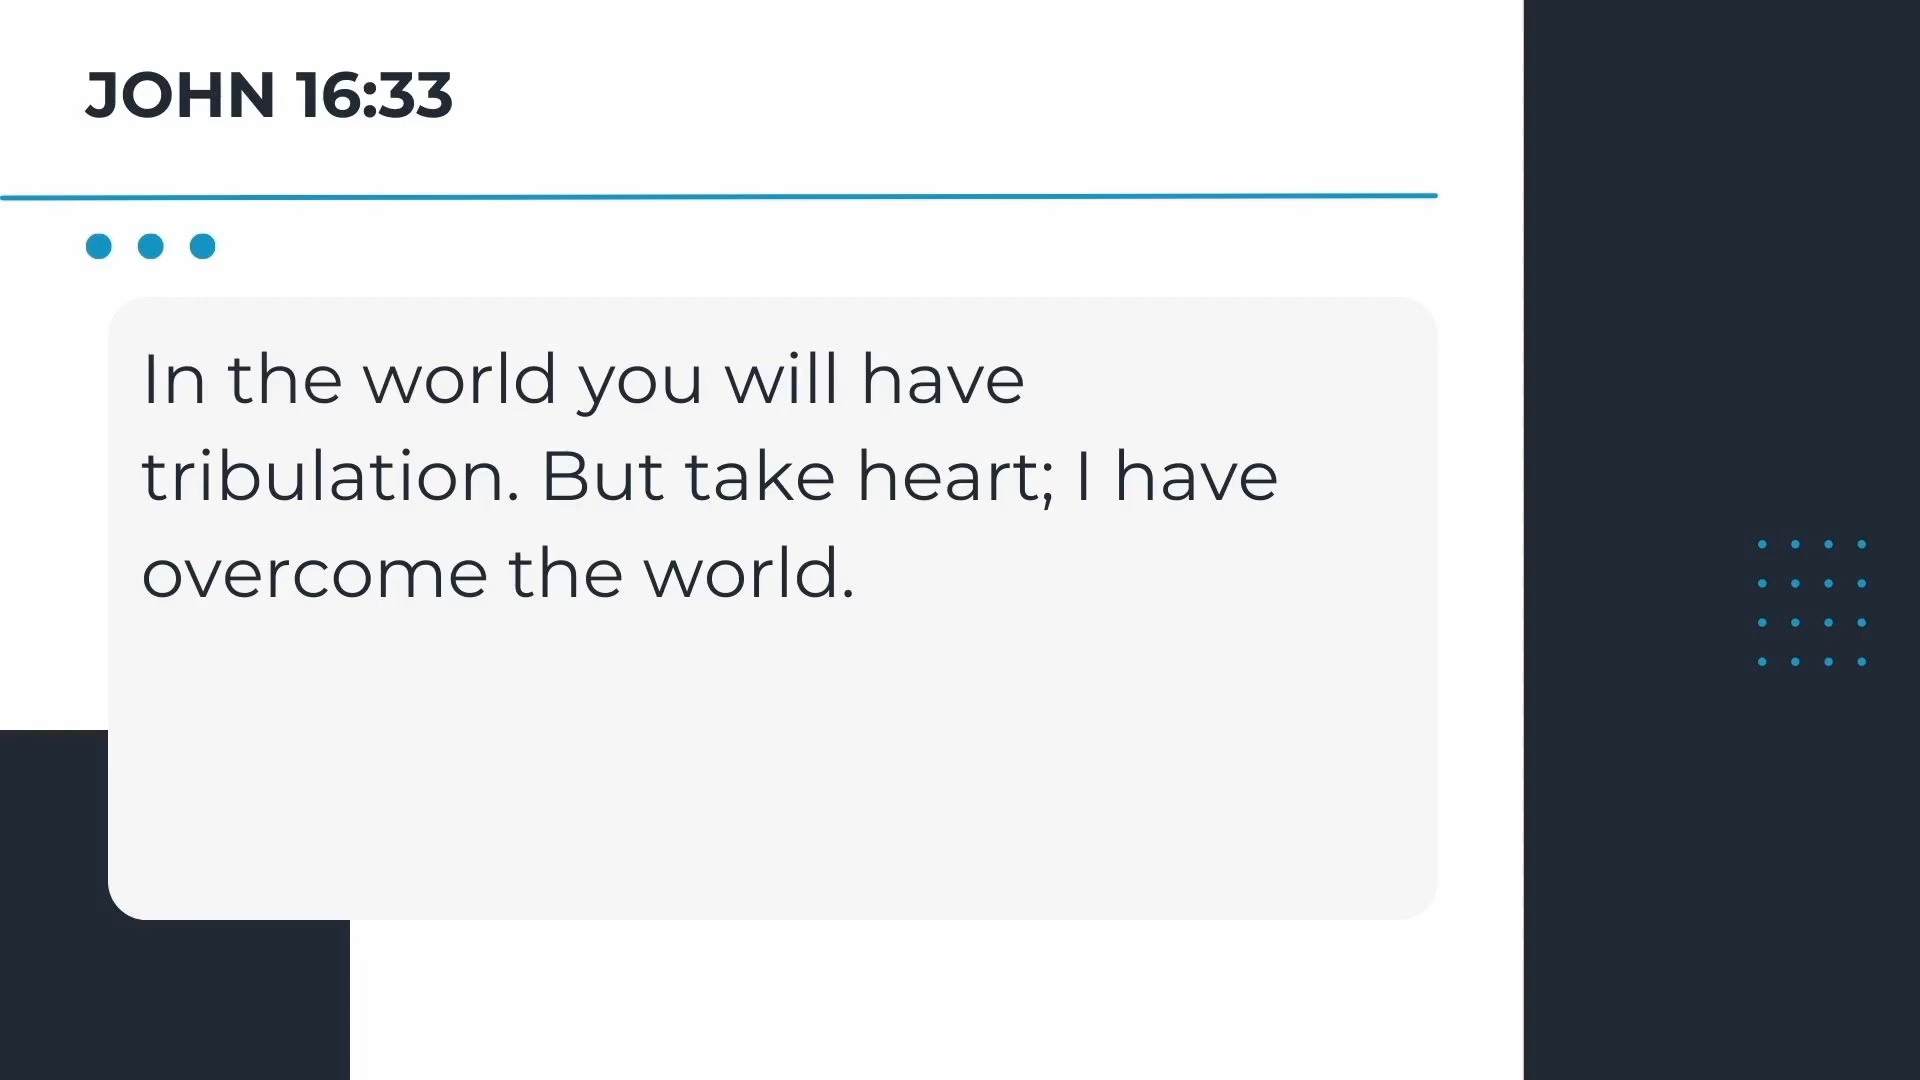 JOHN 16:33
In the world you will have
tribulation. But take heart; I have
overcome the world.